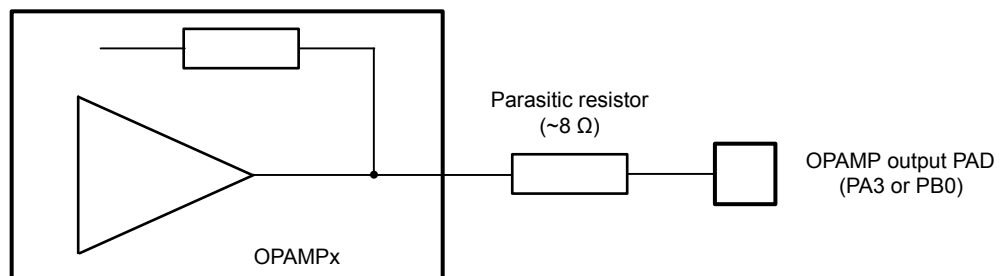 Parasitic resistor
(~8 Ω)
OPAMP output PAD
(PA3 or PB0)
OPAMPx